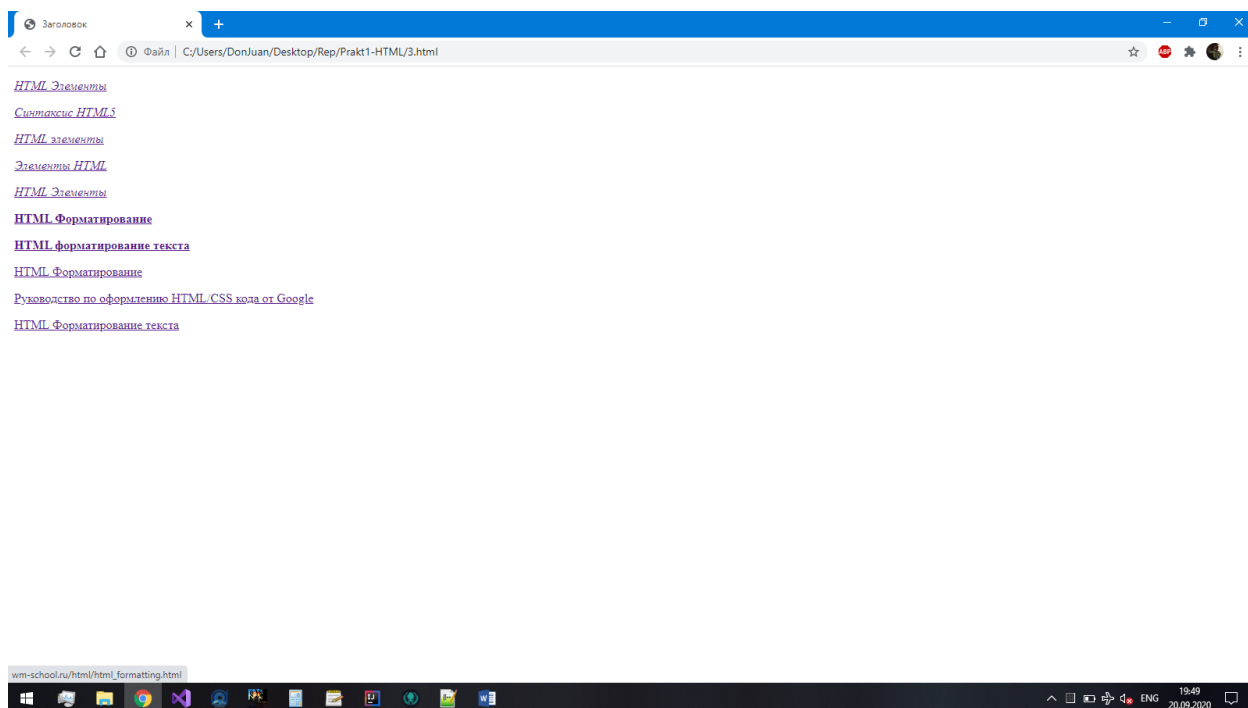 Заголовок
Файл | C:/Users/DonJuan/Desktop/Rep/Prakt1-HTML/3.html
ABP
HTML Элементы
Синтаксис HTML5
HTML элементы
Элементы HTML
HTML Элементы
HTML Форматирование
HTML форматирование текста
HTML Форматирование
Руководство по оформлению HTML/CSS кода от Google
HTML Форматирование текста
wm-school.ru/html/html_formatting.html
ENG
19:49
20.09.2020